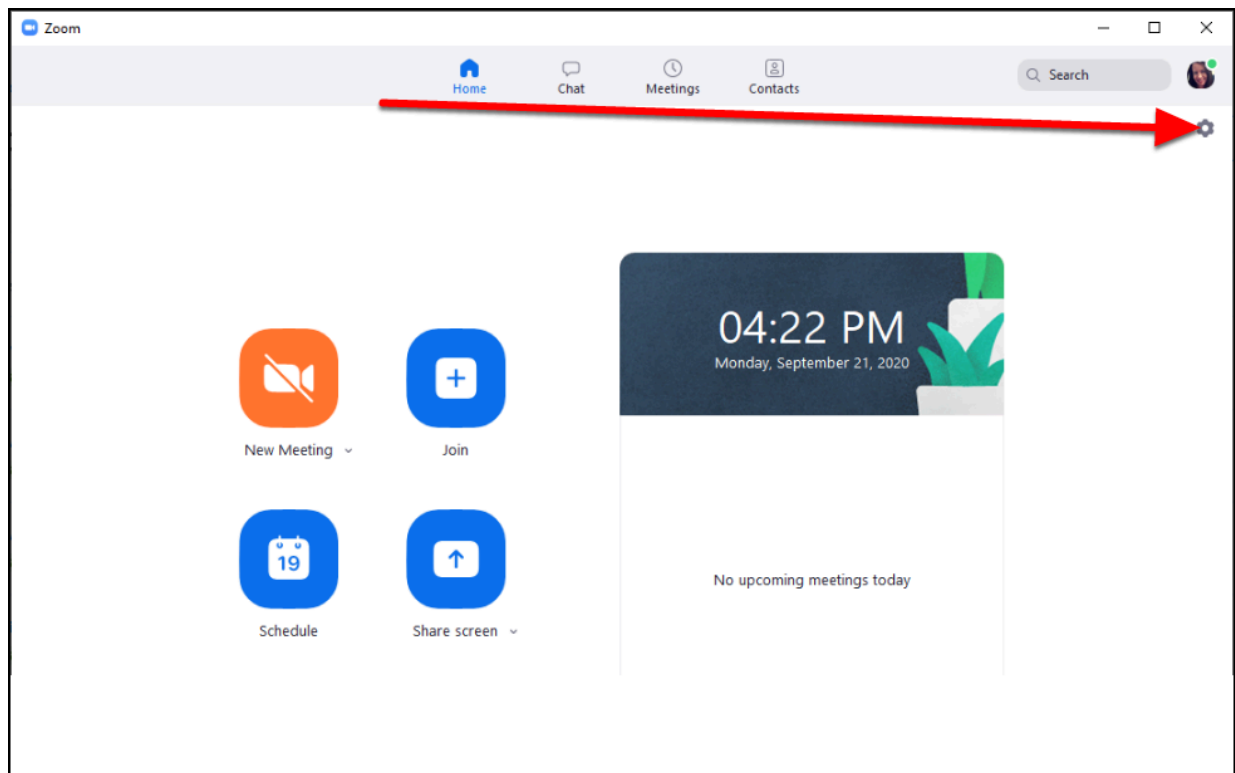 Zoom
Home
Chat
Meetings
Contacts
Search
04:22 PM
Monday, September 21, 2020
New Meeting
Join
19
Schedule
Share screen
No upcoming meetings today